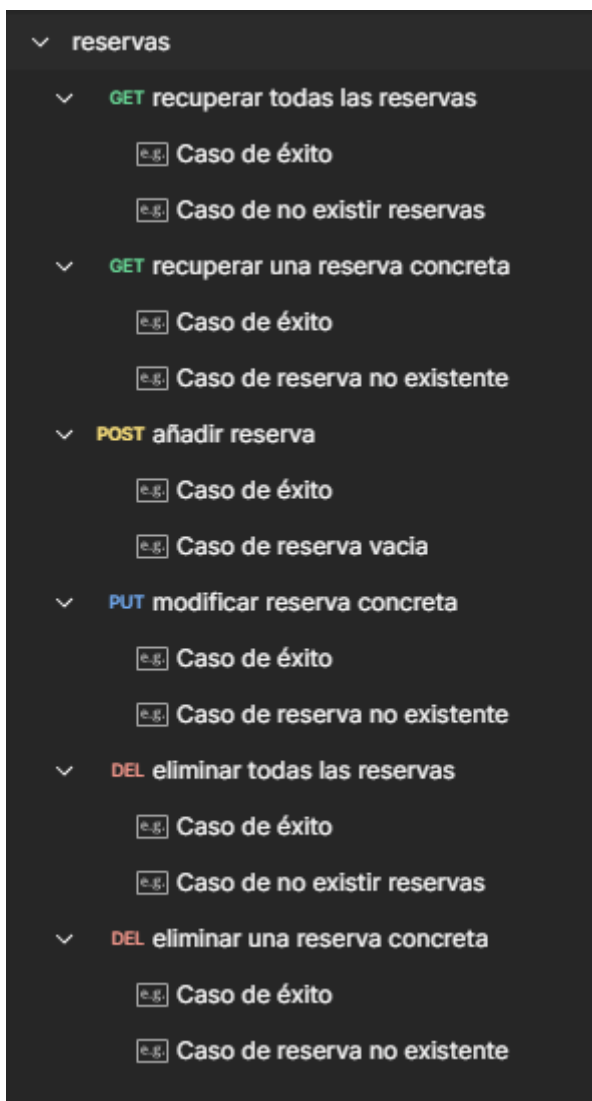 reservas
GET recuperar todas las reservas
e.g. Caso de éxito
e.g. Caso de no existir reservas
GET recuperar una reserva concreta
e.g. Caso de éxito
e.g. Caso de reserva no existente
POST añadir reserva
e.g. Caso de éxito
e.g. Caso de reserva vacia
PUT modificar reserva concreta
e.g. Caso de éxito
e.g. Caso de reserva no existente
DEL eliminar todas las reservas
e.g. Caso de éxito
e.g. Caso de no existir reservas
DEL eliminar una reserva concreta
e.g. Caso de éxito
e.g. Caso de reserva no existente